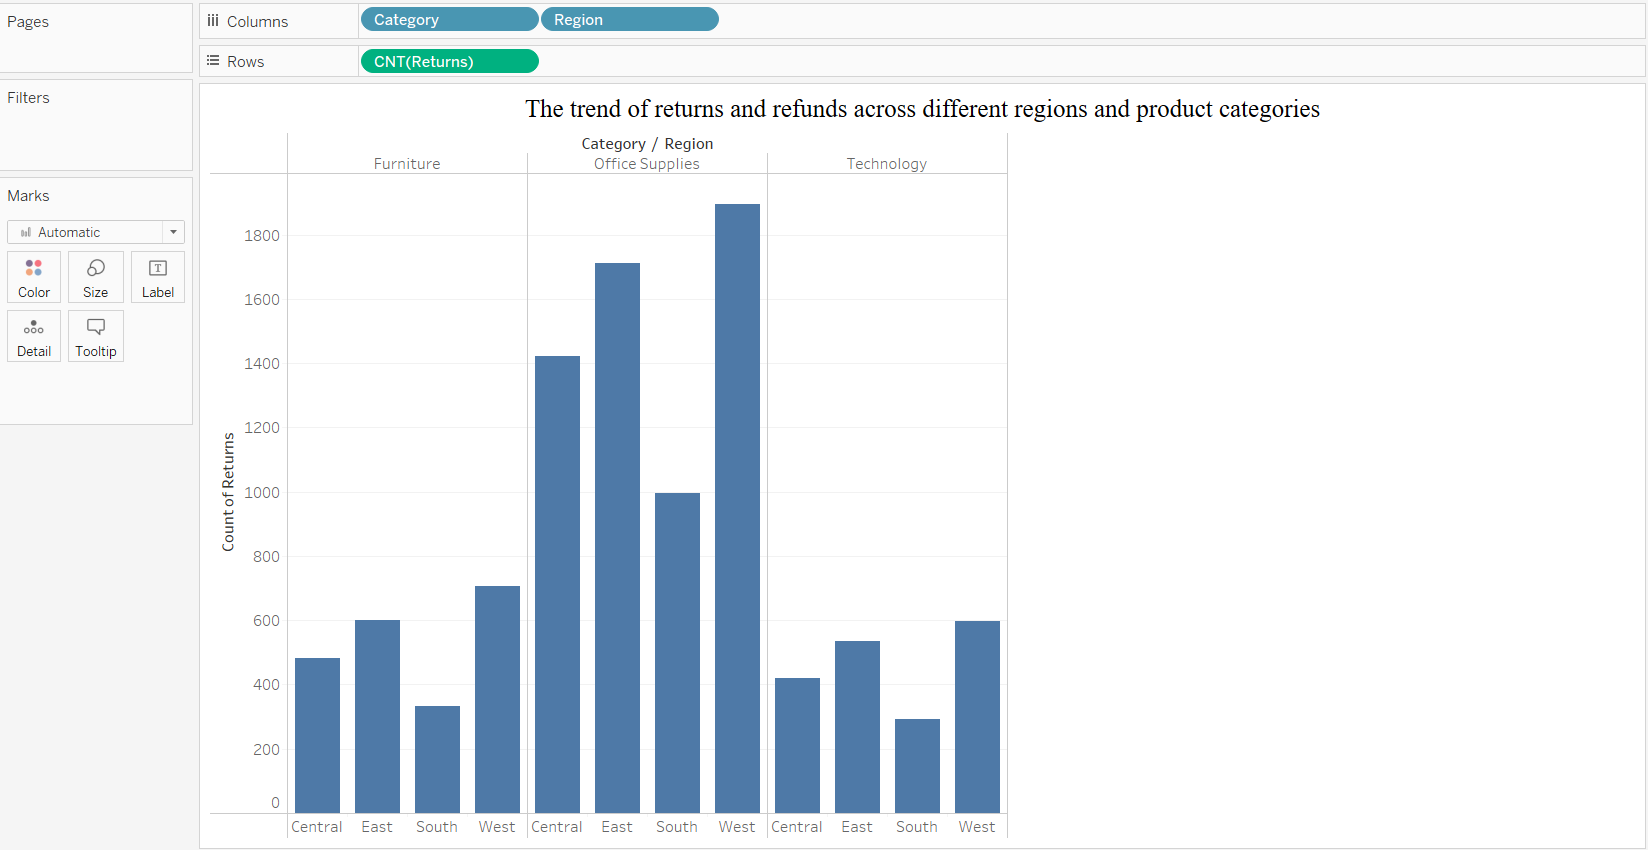 Pages
Columns
Category
Region
Rows
CNT(Returns)
Filters
Marks
Automatic
Color
Size
Label
Detail
Tooltip
The trend of returns and refunds across different regions and product categories
Category / Region
Furniture
Office Supplies
Technology
Count of Returns
1800
1600
1400
1200
1000
800
600
400
200
0
Central East South West Central East South West Central East South West